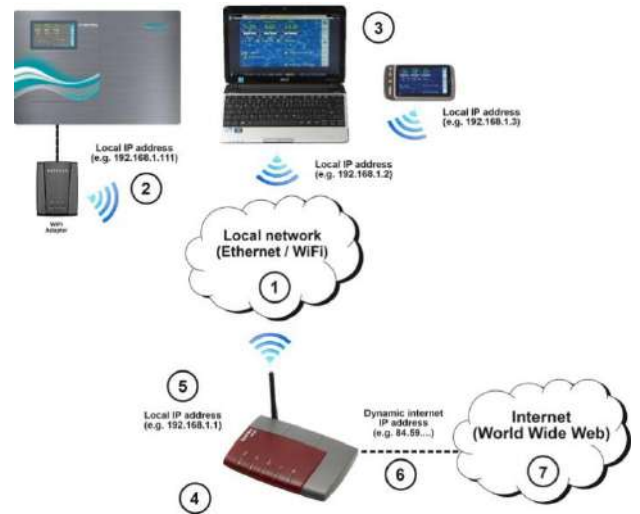 3
Local IP address
(e.g. 192.168.1.3)
Local IP address
(e.g. 192.168.1.111)
2
WiFi
Adapter
Local IP address
(e.g. 192.168.1.2)
Local network
(Ethernet / WiFi)
1
5
Local IP address
(e.g. 192.168.1.1)
Dynamic internet
IP address
(e.g. 84.59....)
6
Internet
(World Wide Web)
7
4